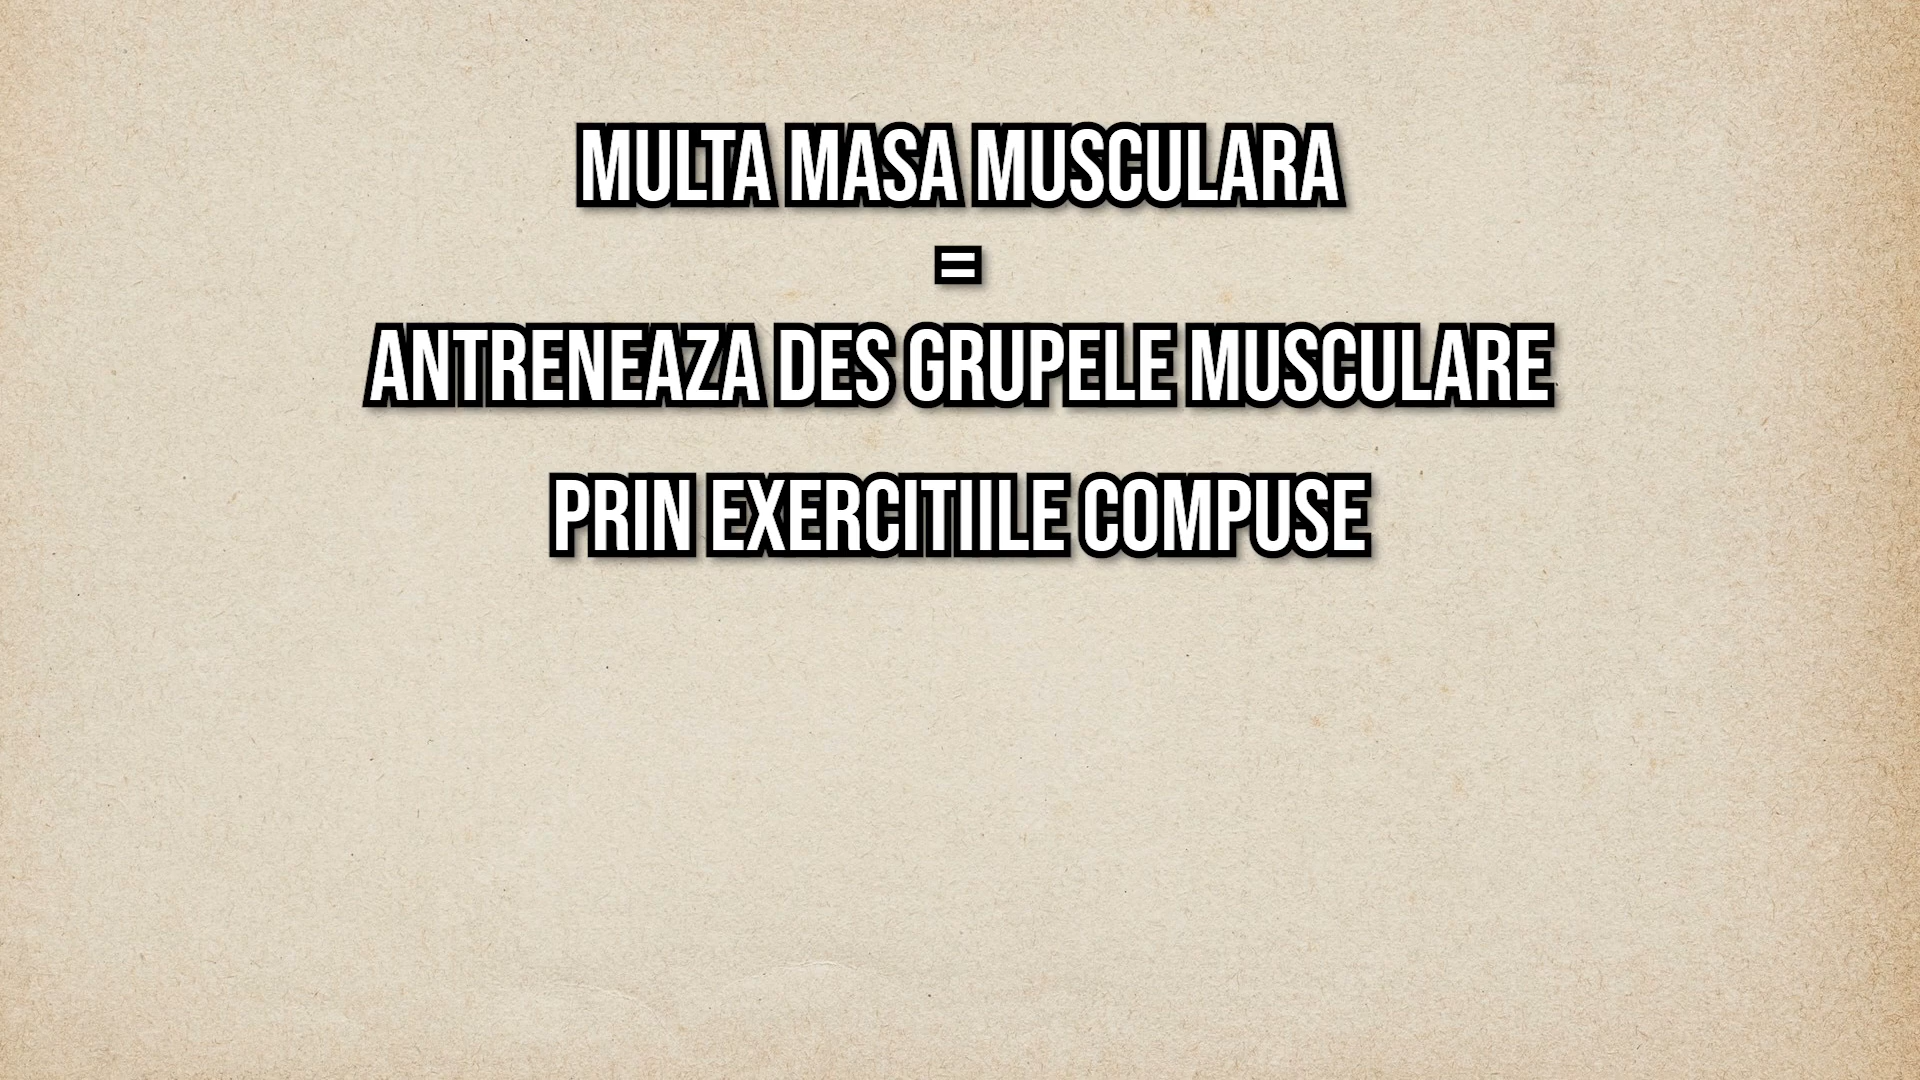 MULTA MASA MUSCULARA
=
ANTRENEAZA DES GRUPELE MUSCULARE
PRIN EXERCITIILE COMPUSE